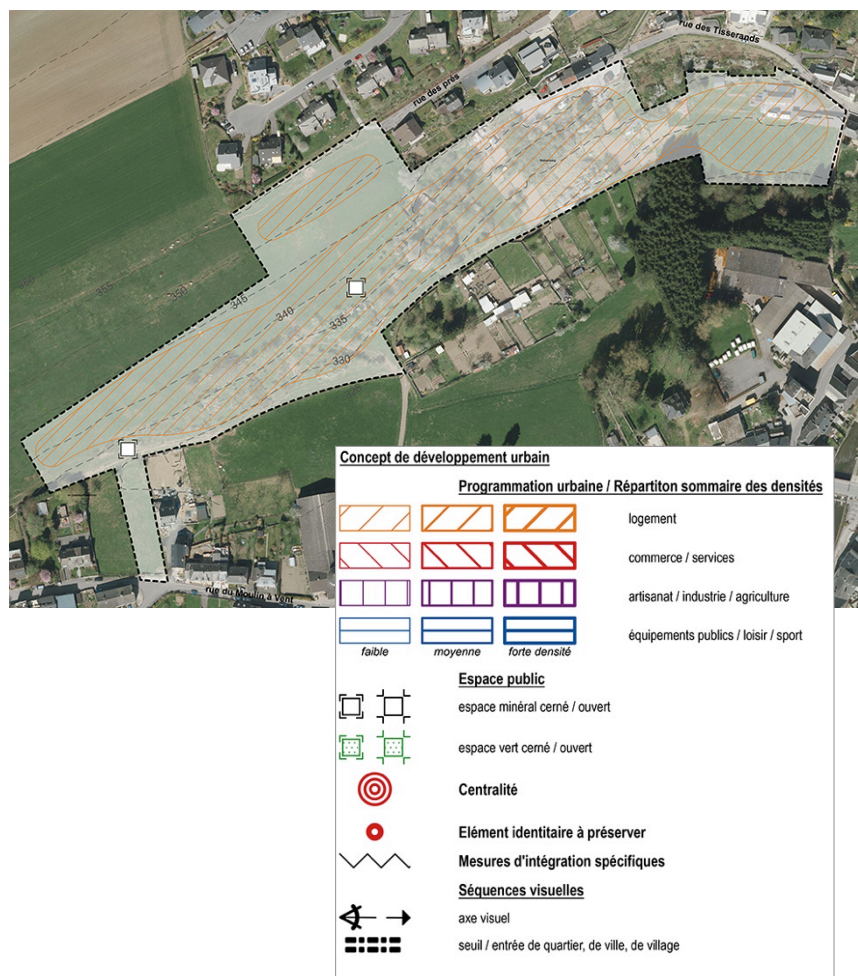 rue des Tisserands
rue des prés
355
350
345
340
335
330
rue du Moulin à Vent
Concept de développement urbain
Programmation urbaine / Répartiton sommaire des densités
logement
commerce / services
artisanat / industrie / agriculture
équipements publics / loisir / sport
faible moyenne forte densité
Espace public
espace minéral cerné / ouvert
espace vert cerné / ouvert
Centralité
Elément identitaire à préserver
Mesures d'intégration spécifiques
Séquences visuelles
axe visuel
seuil / entrée de quartier, de ville, de village